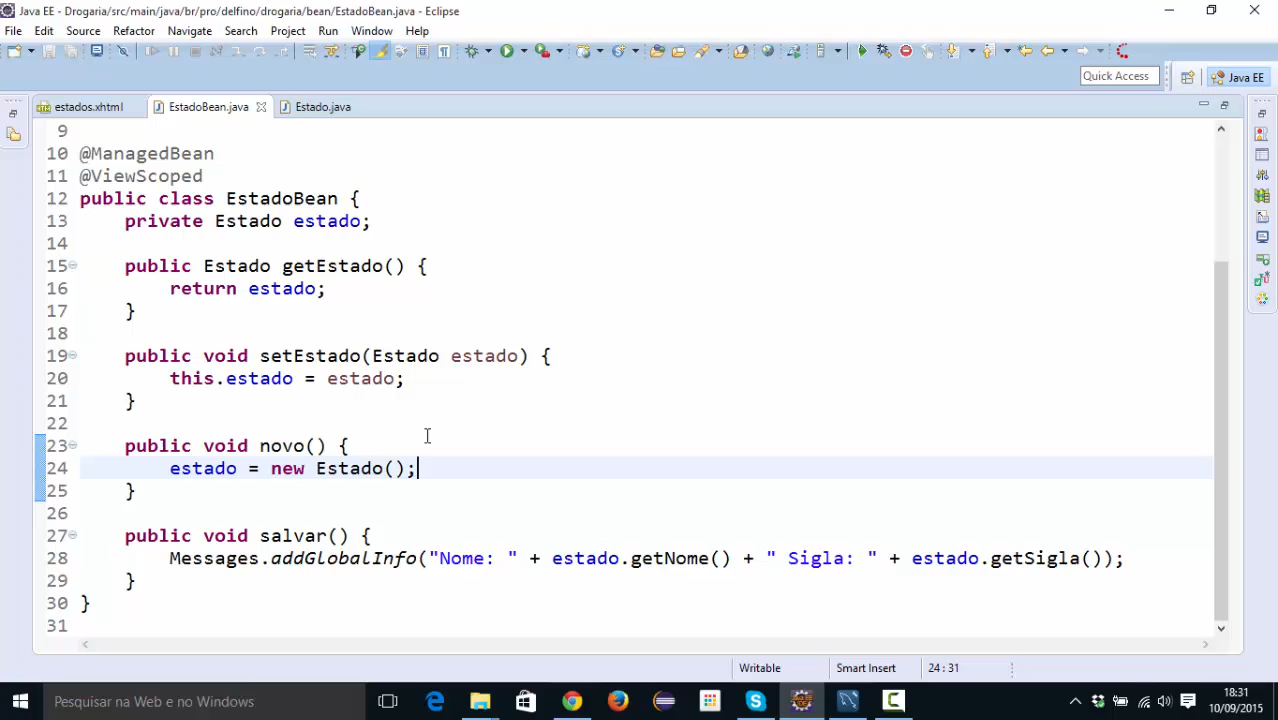 Java EE - Drogaria/src/main/java/br/pro/delfino/drogaria/bean/EstadoBean.java - Eclipse
File Edit Source Refactor Navigate Search Project Run Window Help
Quick Access
Java EE
estados.xhtml EstadoBean.java Estado.java
9
10 @ManagedBean
11 @ViewScoped
12 public class EstadoBean {
13 private Estado estado;
14
15 public Estado getEstado() {
16 return estado;
17 }
18
19 public void setEstado(Estado estado) {
20 this.estado = estado;
21 }
22
23 public void novo() {
24 estado = new Estado();
25 }
26
27 public void salvar() {
28 Messages.addGlobalInfo("Nome: " + estado.getNome() + " Sigla: " + estado.getSigla());
29 }
30 }
31
Writable Smart Insert 24 : 31
Pesquisar na Web e no Windows
18:31
10/09/2015